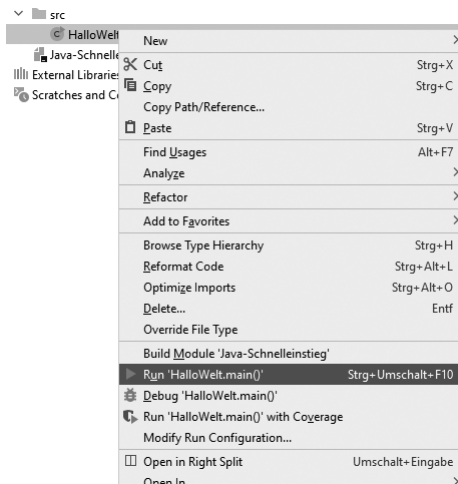 src
HalloWelt
New
Java-Schnelle
Cut Strg+X
External Libraries
Copy Strg+C
Scratches and Co
Copy Path/Reference...
Paste Strg+V
Find Usages Alt+F7
Analyze
Refactor
Add to Favorites
Browse Type Hierarchy Strg+H
Reformat Code Strg+Alt+L
Optimize Imports Strg+Alt+O
Delete... Entf
Override File Type
Build Module 'Java-Schnelleinstieg'
Run 'HalloWelt.main()' Strg+Umschalt+F10
Debug 'HalloWelt.main()'
Run 'HalloWelt.main()' with Coverage
Modify Run Configuration...
Open in Right Split Umschalt+Eingabe
Open In